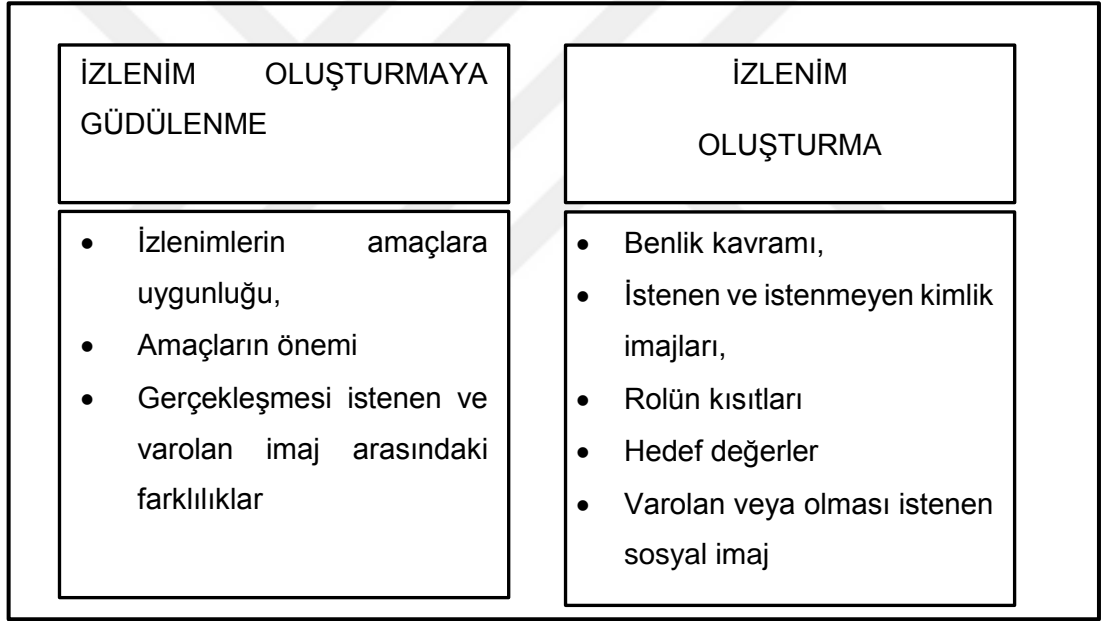 İZLENİM OLUŞTURMAYA
GÜDÜLENME
• İzlenimlerin amaçlara
uygunluğu,
• Amaçların önemi
• Gerçekleşmesi istenen ve
varolan imaj arasındaki
farklılıklar
İZLENİM
OLUŞTURMA
• Benlik kavramı,
• İstenen ve istenmeyen kimlik
imajları,
• Rolün kısıtları
• Hedef değerler
• Varolan veya olması istenen
sosyal imaj